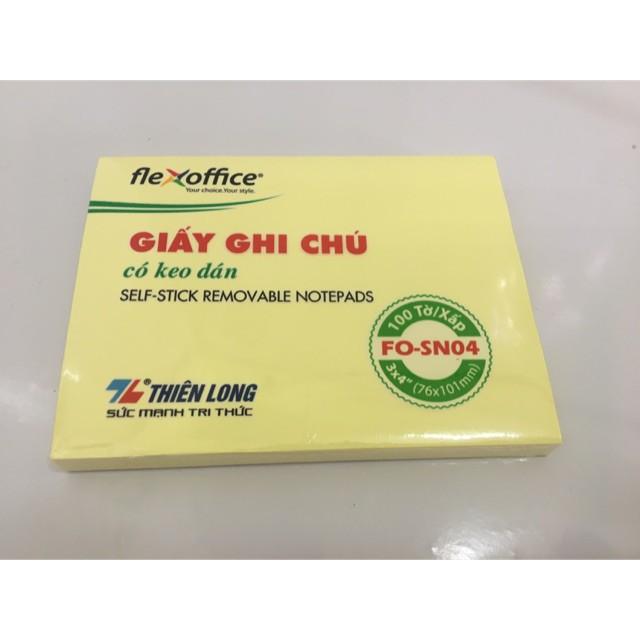 flexoffice®
Your choice.Your style.
GIẤY GHI CHÚ
có keo dán
SELF-STICK REMOVABLE NOTEPADS
100 Tờ/Xấp
FO-SN04
3x4" (76x101mm)
TL® THIÊN LONG
SỨC MẠNH TRI THỨC